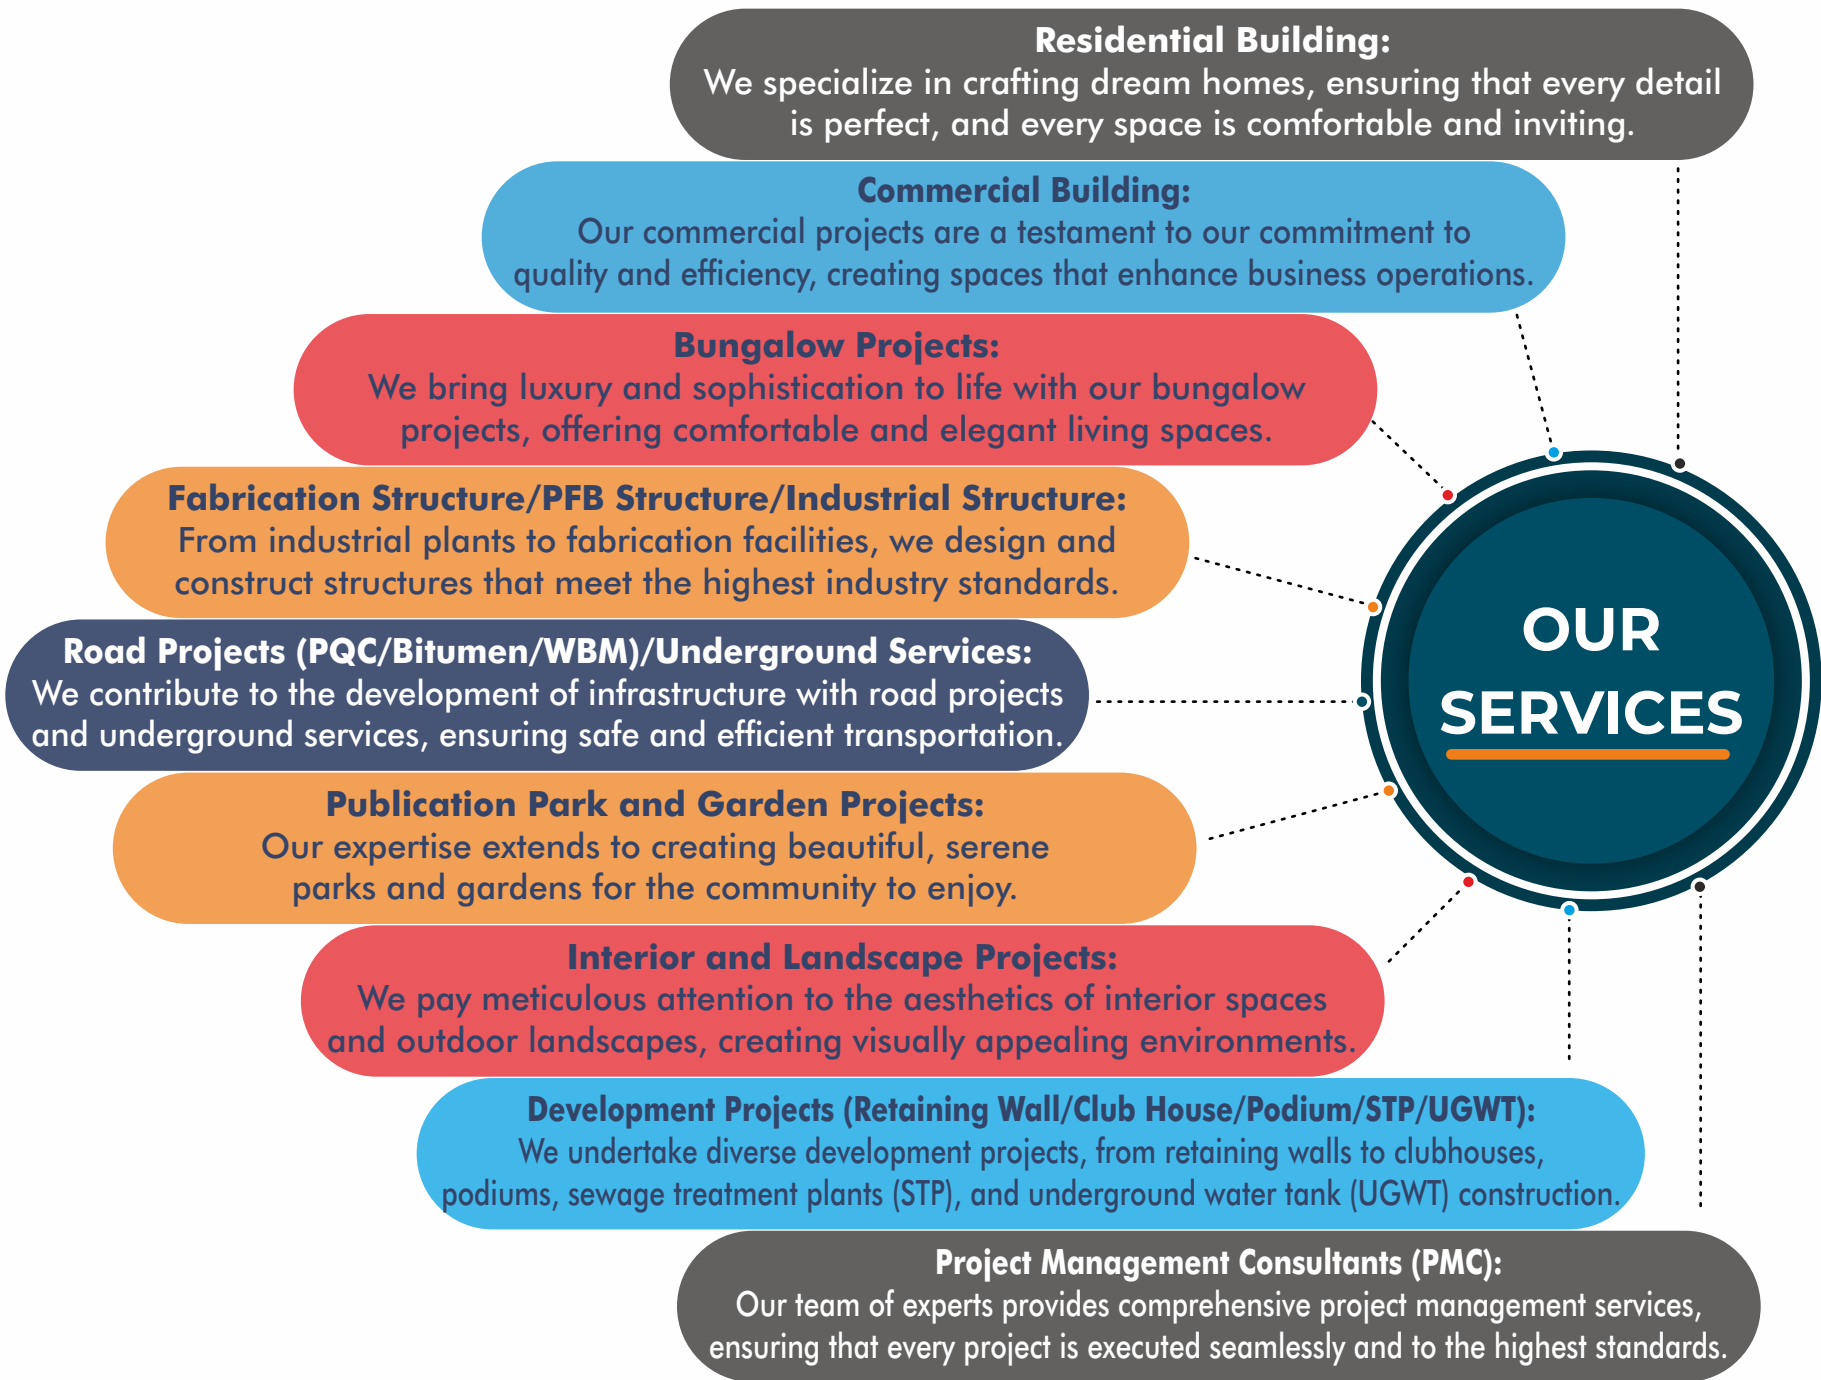 Residential Building:
We specialize in crafting dream homes, ensuring that every detail
is perfect, and every space is comfortable and inviting.
Commercial Building:
Our commercial projects are a testament to our commitment to
quality and efficiency, creating spaces that enhance business operations.
Bungalow Projects:
We bring luxury and sophistication to life with our bungalow
projects, offering comfortable and elegant living spaces.
Fabrication Structure/PFB Structure/Industrial Structure:
From industrial plants to fabrication facilities, we design and
construct structures that meet the highest industry standards.
Road Projects (PQC/Bitumen/WBM)/Underground Services:
We contribute to the development of infrastructure with road projects
and underground services, ensuring safe and efficient transportation.
Publication Park and Garden Projects:
Our expertise extends to creating beautiful, serene
parks and gardens for the community to enjoy.
Interior and Landscape Projects:
We pay meticulous attention to the aesthetics of interior spaces
and outdoor landscapes, creating visually appealing environments.
Development Projects (Retaining Wall/Club House/Podium/STP/UGWT):
We undertake diverse development projects, from retaining walls to clubhouses,
podiums, sewage treatment plants (STP), and underground water tank (UGWT) construction.
Project Management Consultants (PMC):
Our team of experts provides comprehensive project management services,
ensuring that every project is executed seamlessly and to the highest standards.
OUR
SERVICES